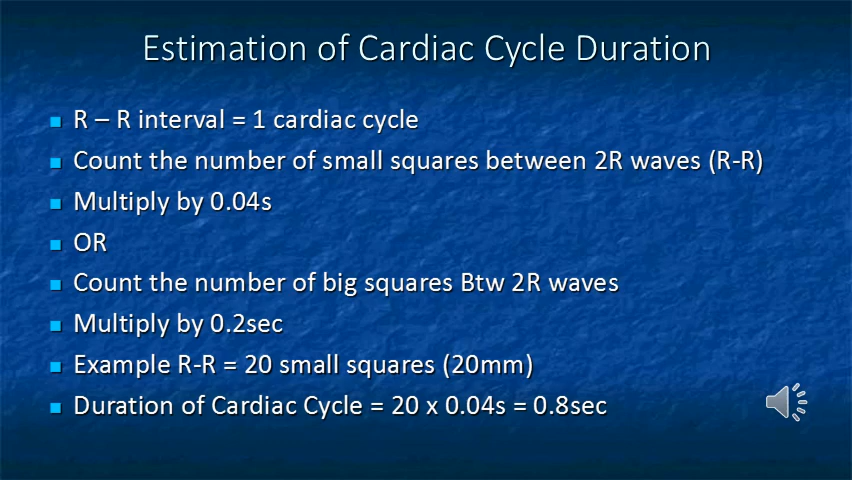 Estimation of Cardiac Cycle Duration
R – R interval = 1 cardiac cycle
Count the number of small squares between 2R waves (R-R)
Multiply by 0.04s
OR
Count the number of big squares Btw 2R waves
Multiply by 0.2sec
Example R-R = 20 small squares (20mm)
Duration of Cardiac Cycle = 20 x 0.04s = 0.8sec